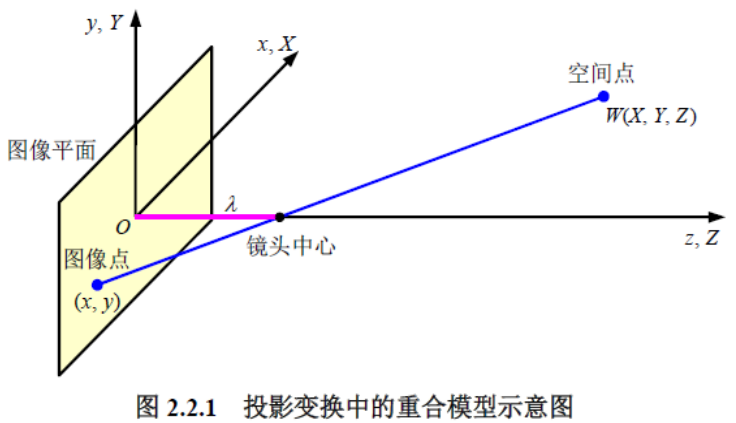 y, Y
x, X
空间点
W(X, Y, Z)
图像平面
λ
O
镜头中心
z, Z
图像点
(x, y)
图 2.2.1 投影变换中的重合模型示意图